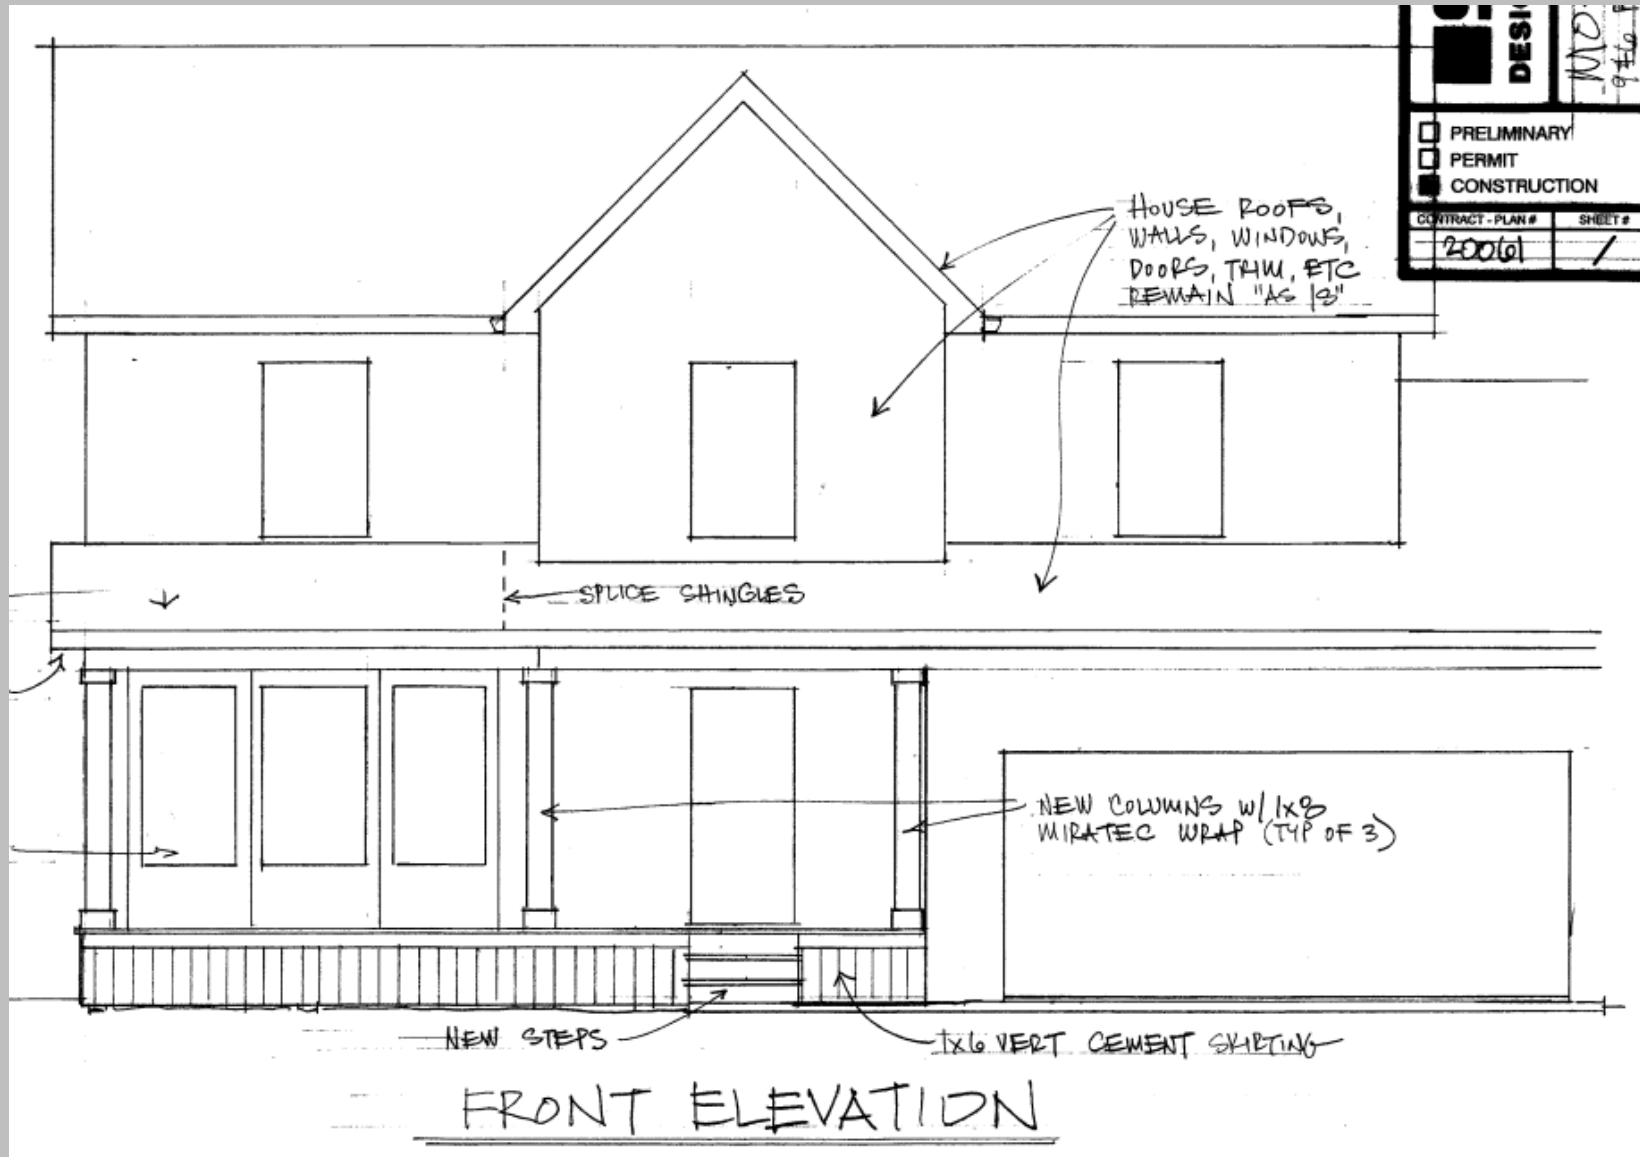 DESI
PRELIMINARY
PERMIT
CONSTRUCTION
CONTRACT - PLAN # SHEET #
20061 1
HOUSE ROOFS,
WALLS, WINDOWS,
DOORS, TRIM, ETC
REMAIN "AS IS"
SPLICE SHINGLES
NEW COLUMNS W/ 1X8
MIRATEC WRAP (TYP OF 3)
NEW STEPS
1X6 VERT CEMENT SKIRTING
FRONT ELEVATION